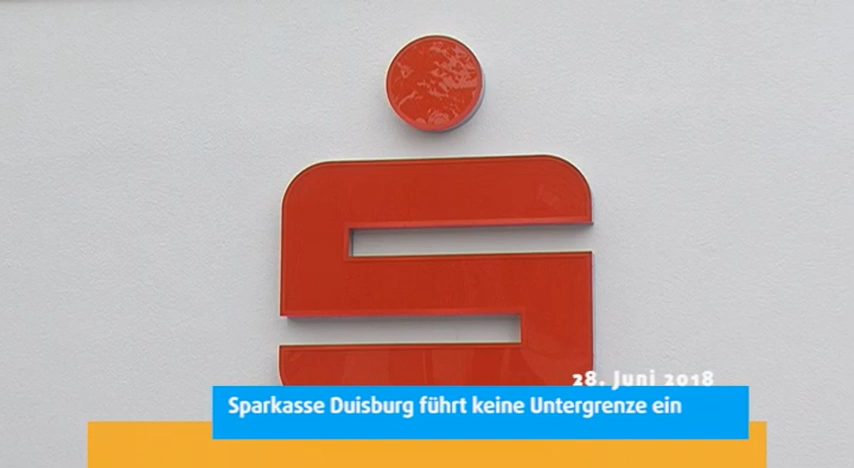 28. Juni 2018
Sparkasse Duisburg führt keine Untergrenze ein